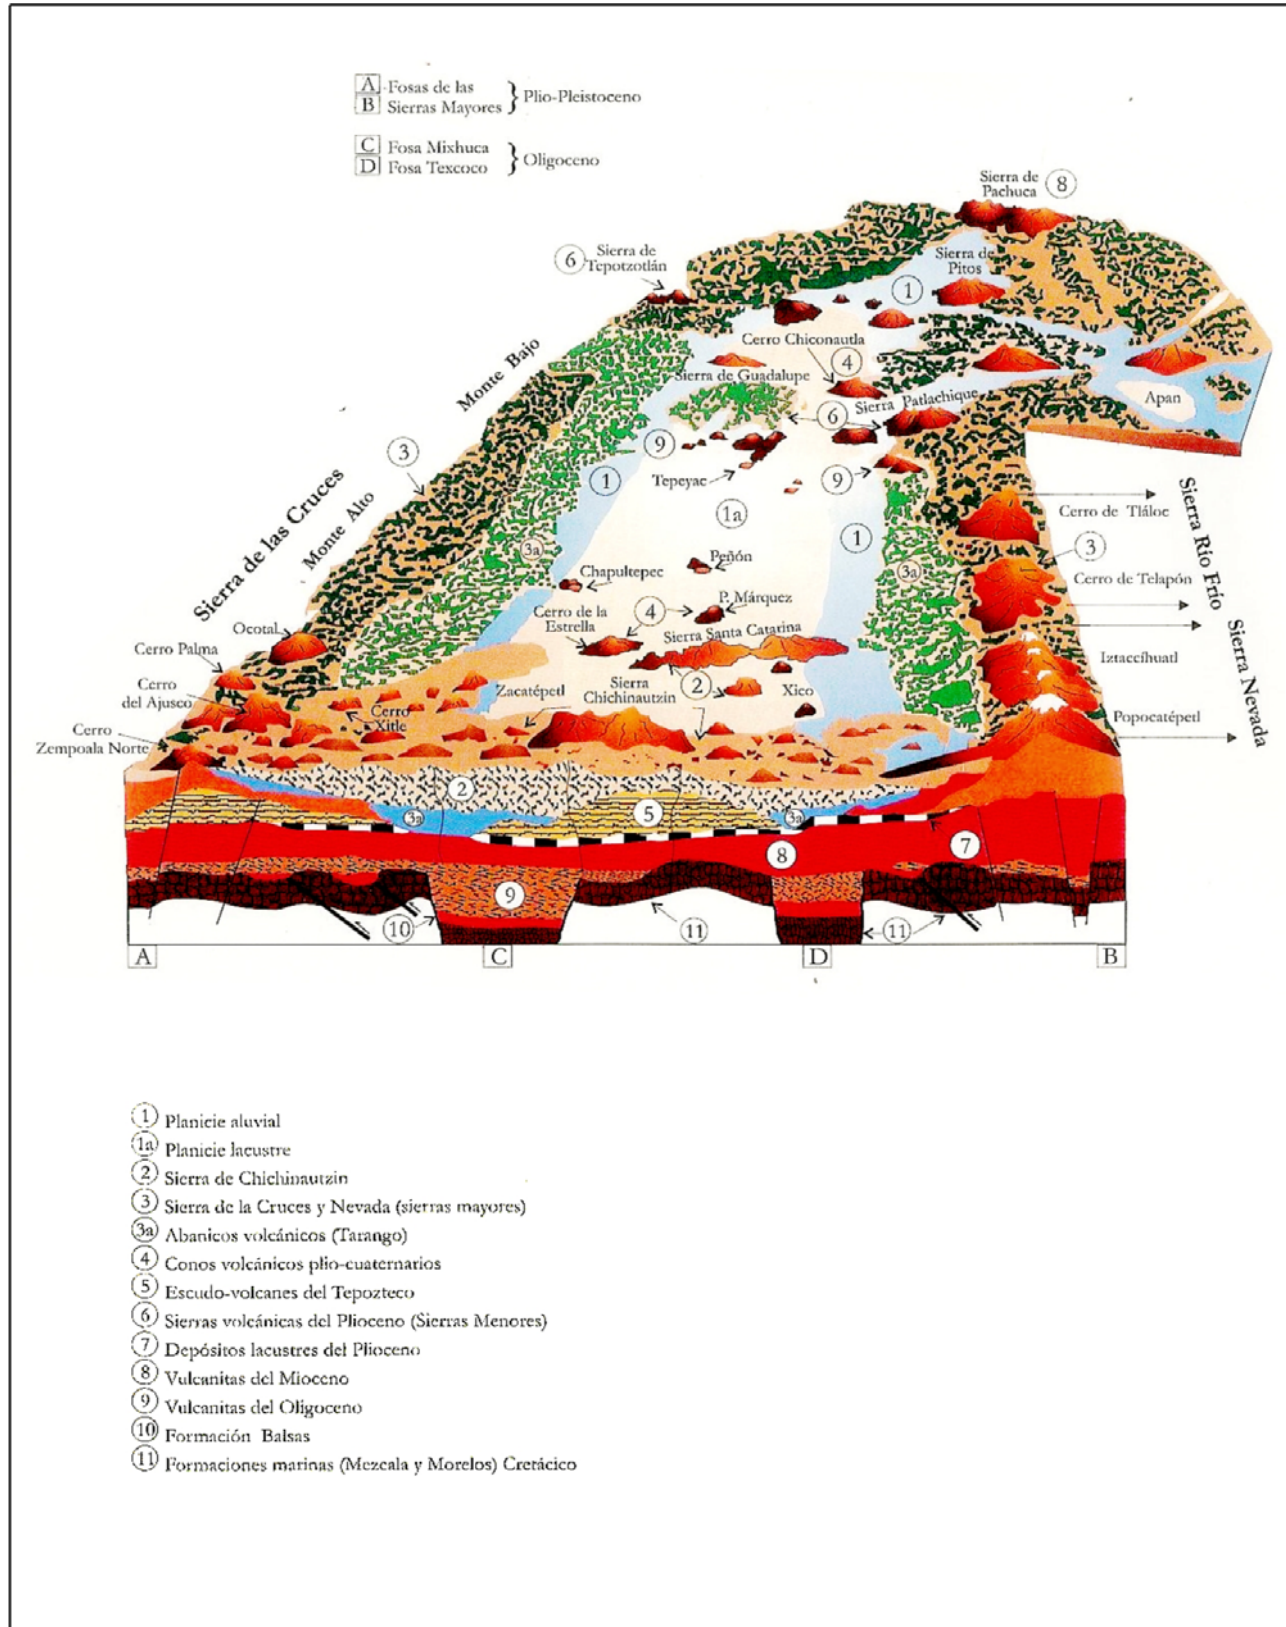 A Fosas de las
B Sierras Mayores } Plio-Pleistoceno
C Fosa Mixhuca
D Fosa Texcoco } Oligoceno
Sierra de
Pachuca 8
6 Sierra de
Tepotzotlán
Sierra de
Pitos
1
Monte Bajo
Cerro Chiconautla
4
Sierra de Guadalupe
Sierra Patlachique
6
Apan
3
9
Tepeyac
9
1
1a
1
Sierra de las Cruces
Monte Alto
Cerro de Tláloc
Sierra Río Frío
3
3a
Peñón
3a
Chapultepec
Cerro de Telapón
P. Márquez
4
Cerro de la
Estrella
Ocotal
Sierra Santa Catarina
Cerro Palma
Iztaccíhuatl
Sierra Nevada
Cerro
del Ajusco
Zacatépetl
Sierra
Chichinautzin
2
Xico
Cerro
Xitle
Popocatépetl
Cerro
Zempoala Norte
2
3a
5
3a
8
7
9
10
11
11
A
C
D
B
1 Planicie aluvial
1a Planicie lacustre
2 Sierra de Chichinautzin
3 Sierra de la Cruces y Nevada (sierras mayores)
3a Abanicos volcánicos (Tarango)
4 Conos volcánicos plio-cuaternarios
5 Escudo-volcanes del Tepozteco
6 Sierras volcánicas del Plioceno (Sierras Menores)
7 Depósitos lacustres del Plioceno
8 Vulcanitas del Mioceno
9 Vulcanitas del Oligoceno
10 Formación Balsas
11 Formaciones marinas (Mezcala y Morelos) Cretácico